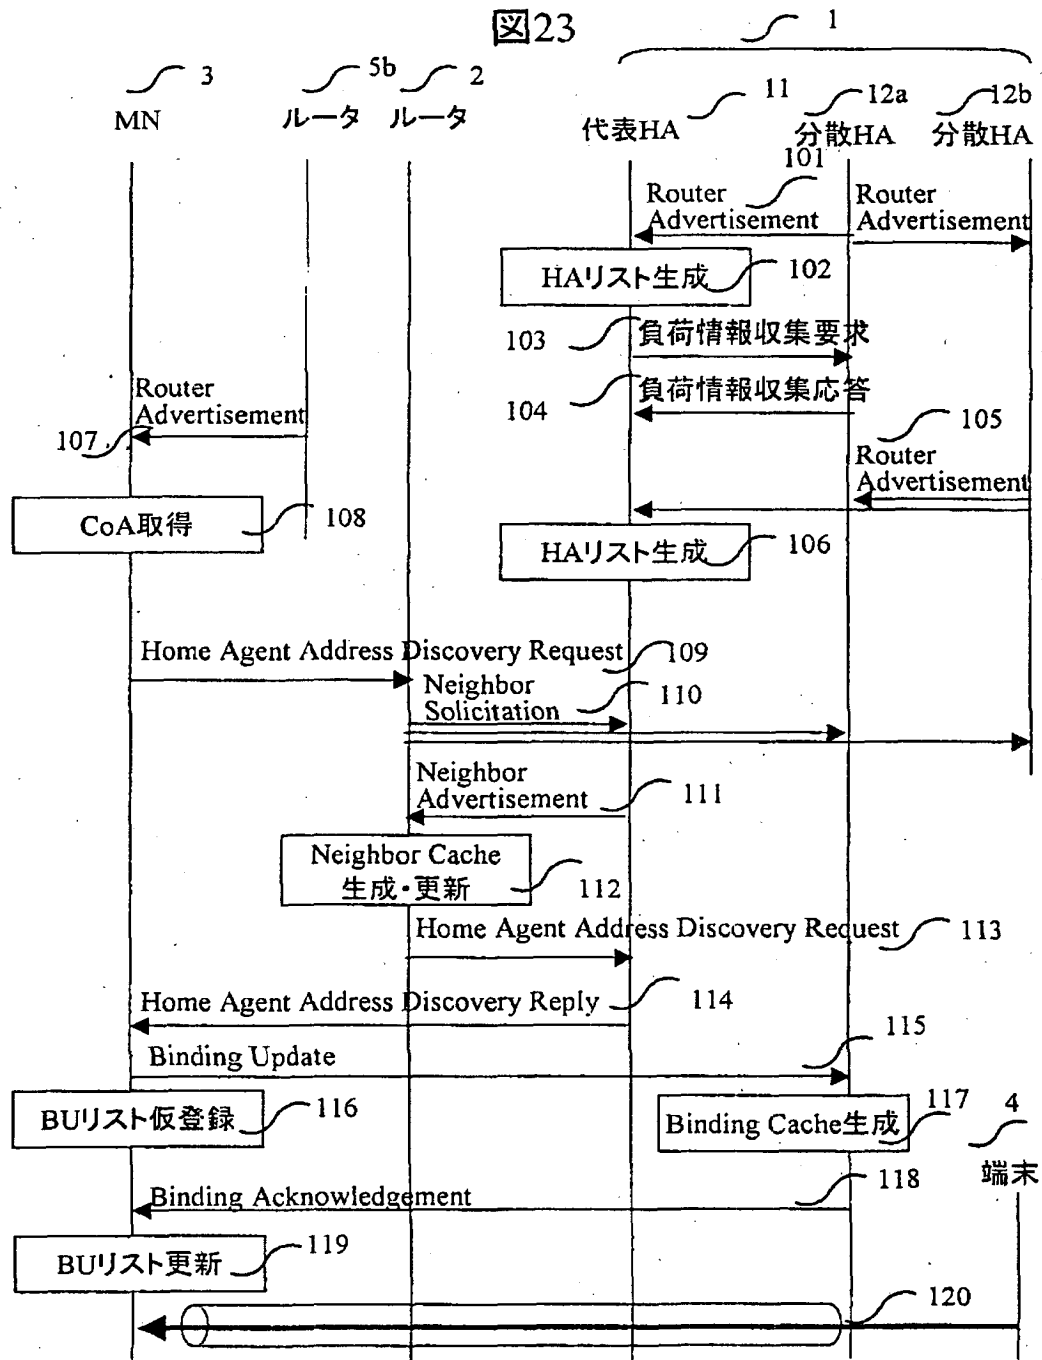 図23
1
3
5b
2
11
12a
12b
MN
ルータ
ルータ
代表HA
分散HA
分散HA
101
Router
Advertisement
Router
Advertisement
HAリスト生成
102
103
負荷情報収集要求
104
負荷情報収集応答
Router
Advertisement
107
105
Router
Advertisement
CoA取得
108
HAリスト生成
106
Home Agent Address Discovery Request
109
Neighbor
Solicitation
110
Neighbor
Advertisement
111
Neighbor Cache
生成・更新
112
Home Agent Address Discovery Request
113
Home Agent Address Discovery Reply
114
Binding Update
115
BUリスト仮登録
116
Binding Cache生成
117
4
端末
Binding Acknowledgement
118
BUリスト更新
119
120